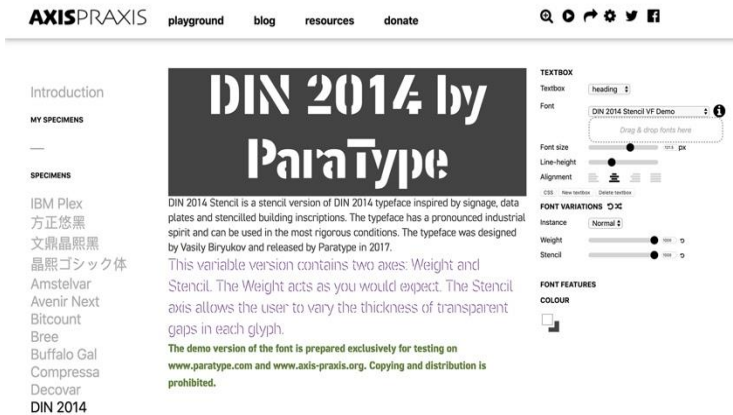 AXISPRAXIS
playground
blog
resources
donate
Introduction
MY SPECIMENS
SPECIMENS
IBM Plex
方正悠黑
文鼎晶熙黑
晶熙ゴシック体
Amstelvar
Avenir Next
Bitcount
Bree
Buffalo Gal
Compressa
Decovar
DIN 2014
DIN 2014 by
ParaType
DIN 2014 Stencil is a stencil version of DIN 2014 typeface inspired by signage, data
plates and stencilled building inscriptions. The typeface has a pronounced industrial
spirit and can be used in the most rigorous conditions. The typeface was designed
by Vasily Biryukov and released by Paratype in 2017.
This variable version contains two axes: Weight and
Stencil. The Weight acts as you would expect. The Stencil
axis allows the user to vary the thickness of transparent
gaps in each glyph.
The demo version of the font is prepared exclusively for testing on
www.paratype.com and www.axis-praxis.org. Copying and distribution is
prohibited.
TEXTBOX
Textbox
heading
Font
DIN 2014 Stencil VF Demo
Drag & drop fonts here
Font size
px
Line-height
Alignment
CSS
New textbox
Delete textbox
FONT VARIATIONS
Instance
Normal
Weight
Stencil
FONT FEATURES
COLOUR